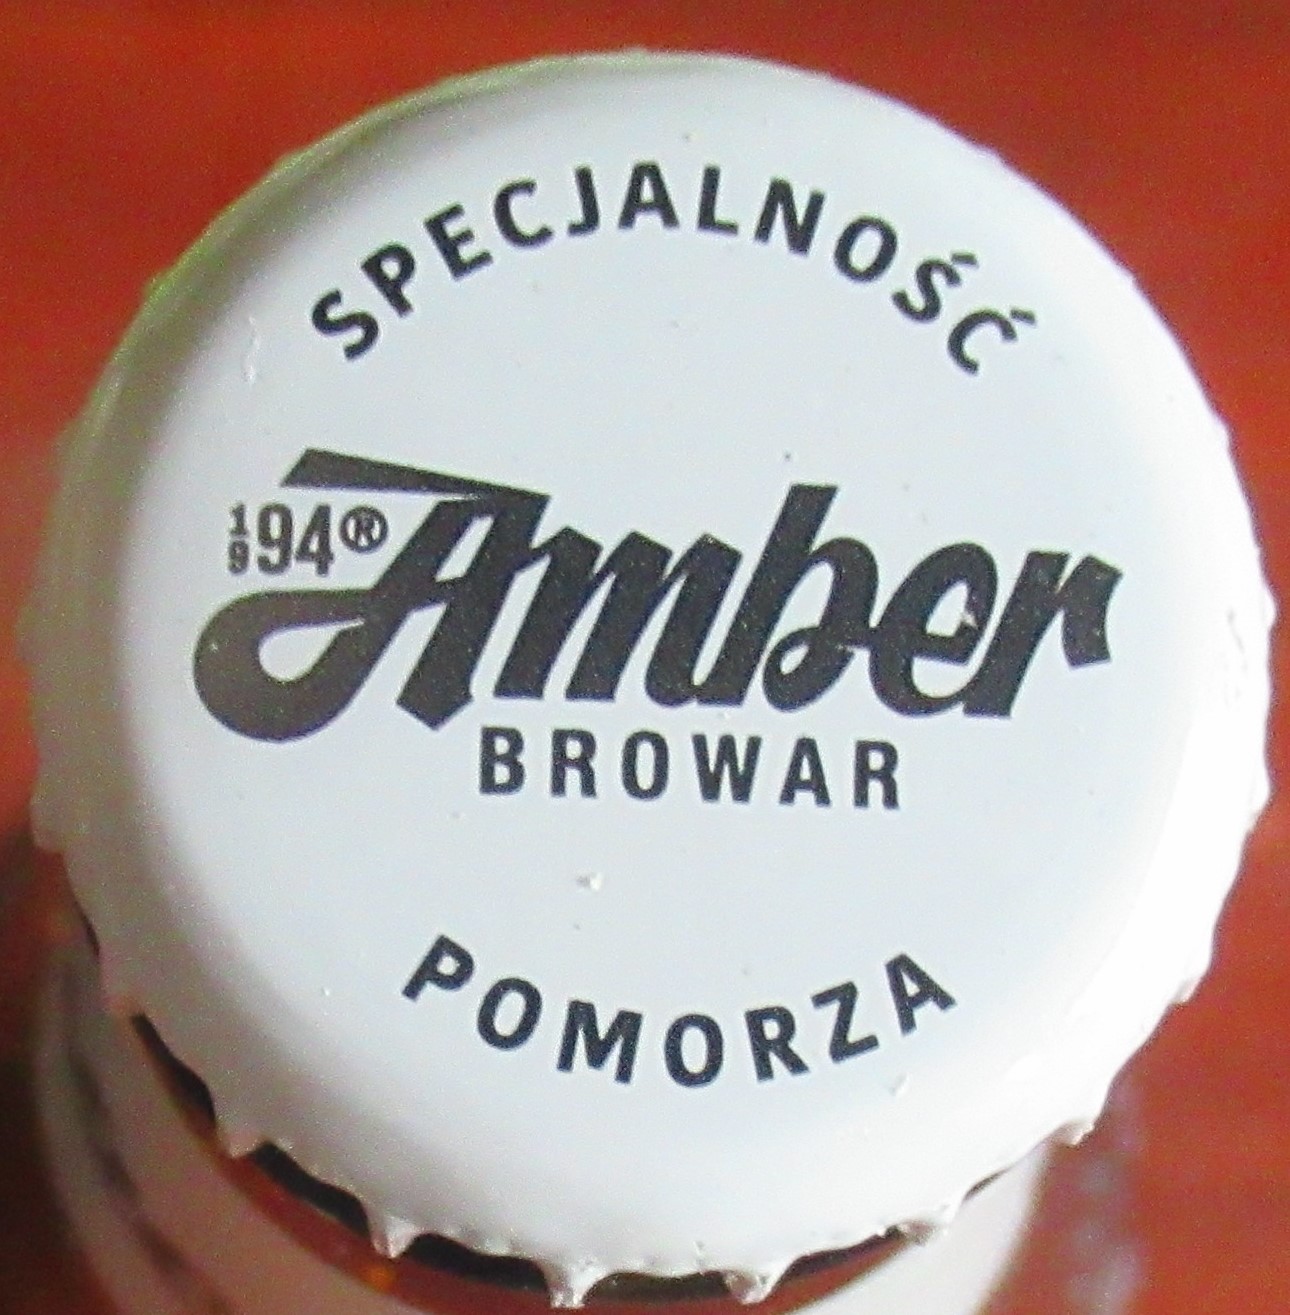 SPECJALNOŚĆ
1994® Amber
BROWAR
POMORZA